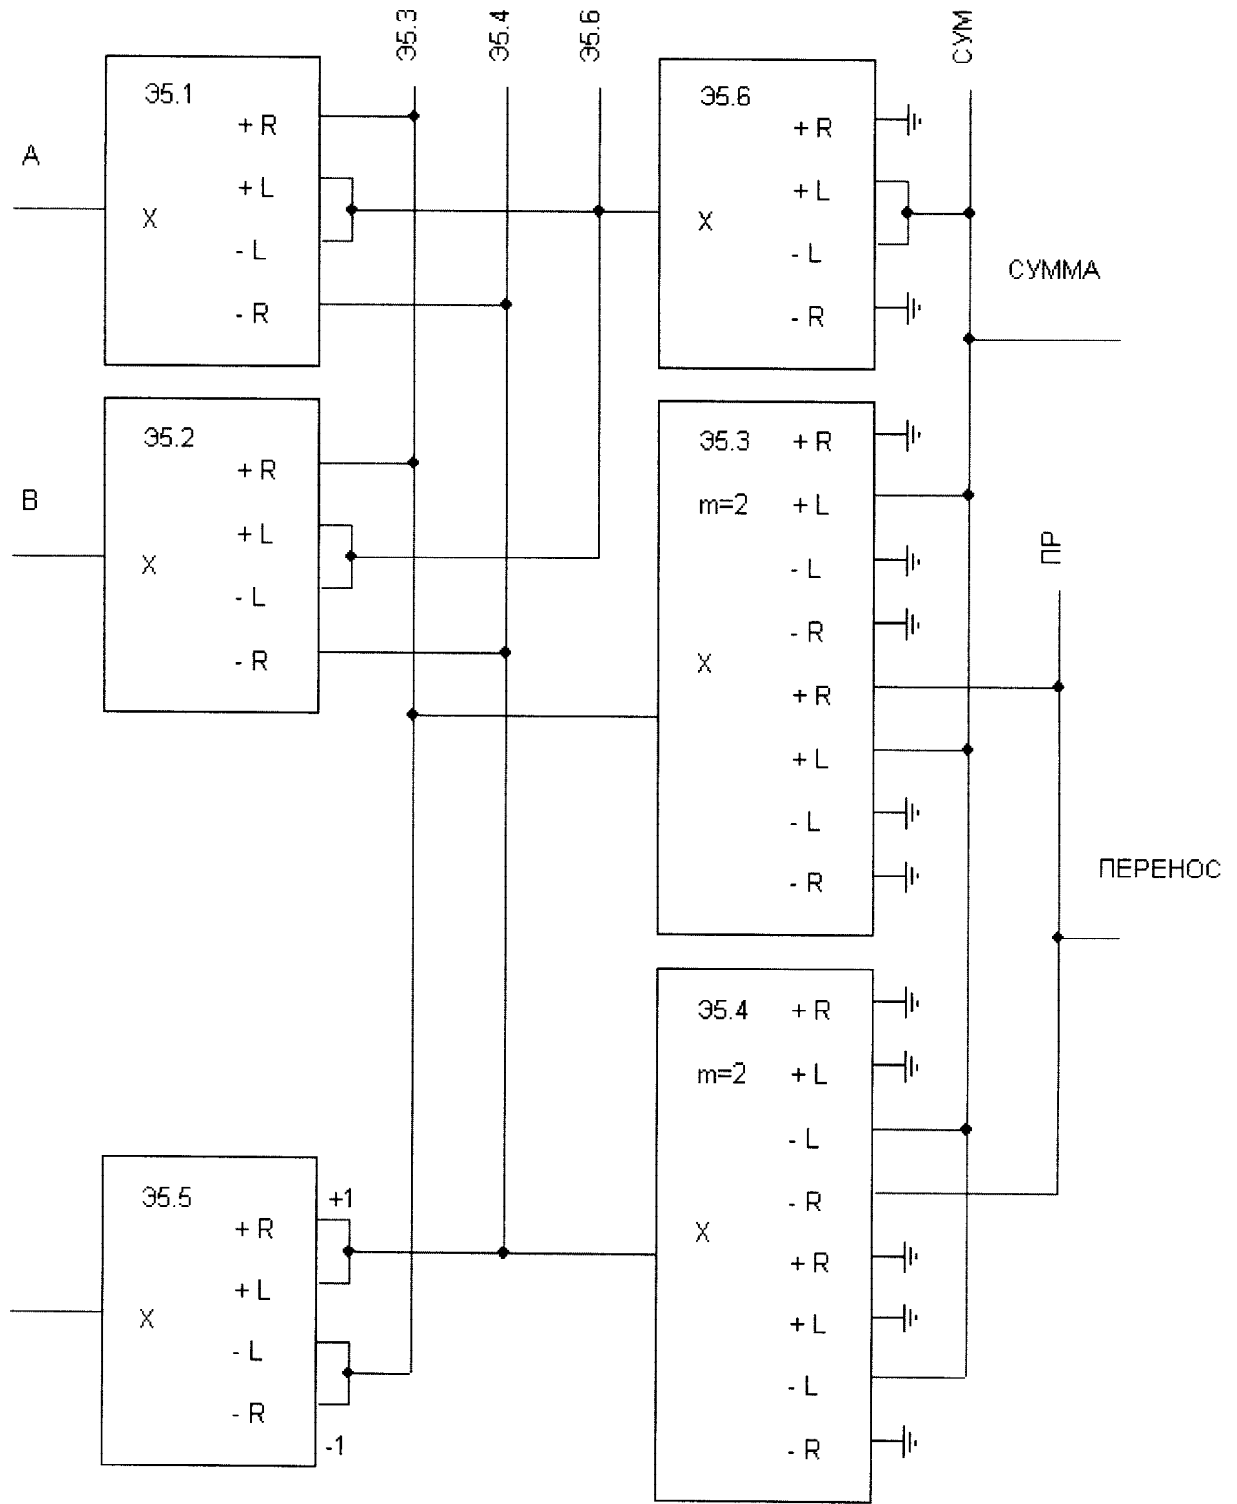 Э5.3
Э5.4
Э5.6
СУМ
A
Э5.1
+ R
+ L
X
- L
- R
Э5.6
+ R
+ L
X
- L
- R
СУММА
B
Э5.2
+ R
+ L
X
- L
- R
Э5.3
+ R
m=2
+ L
- L
- R
X
+ R
+ L
- L
- R
ПР
ПЕРЕНОС
Э5.5
+1
+ R
+ L
X
- L
- R
-1
Э5.4
+ R
m=2
+ L
- L
- R
X
+ R
+ L
- L
- R